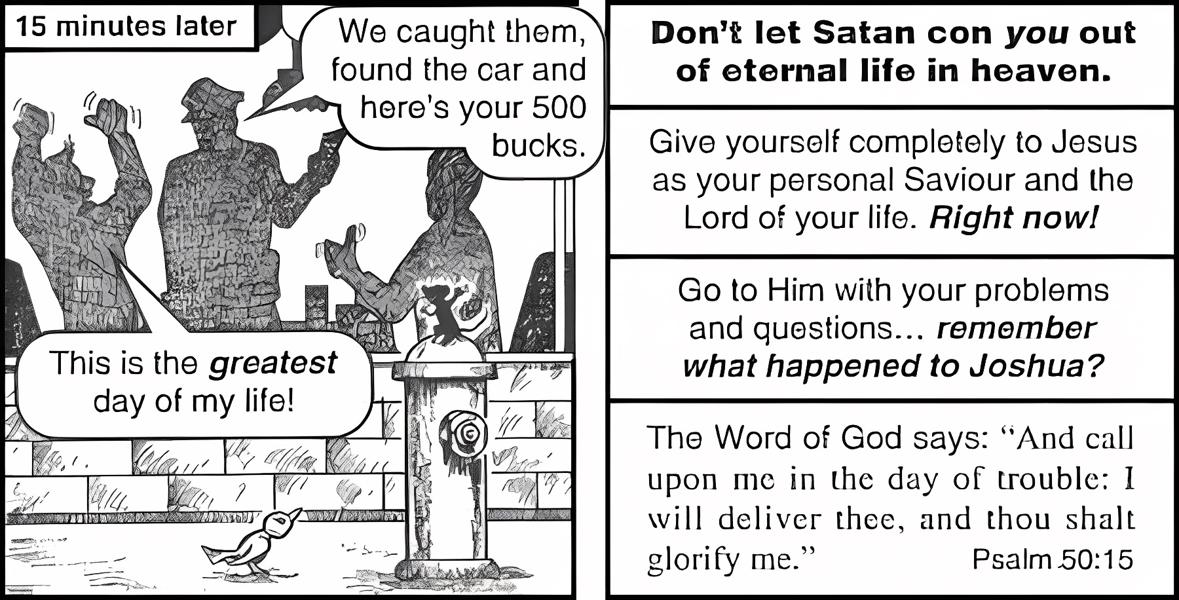 15 minutes later
We caught them,
found the car and
here's your 500
bucks.
This is the greatest
day of my life!
Don't let Satan con you out
of eternal life in heaven.
Give yourself completely to Jesus
as your personal Saviour and the
Lord of your life. Right now!
Go to Him with your problems
and questions... remember
what happened to Joshua?
The Word of God says: “And call
upon me in the day of trouble: I
will deliver thee, and thou shalt
glorify me.” Psalm 50:15